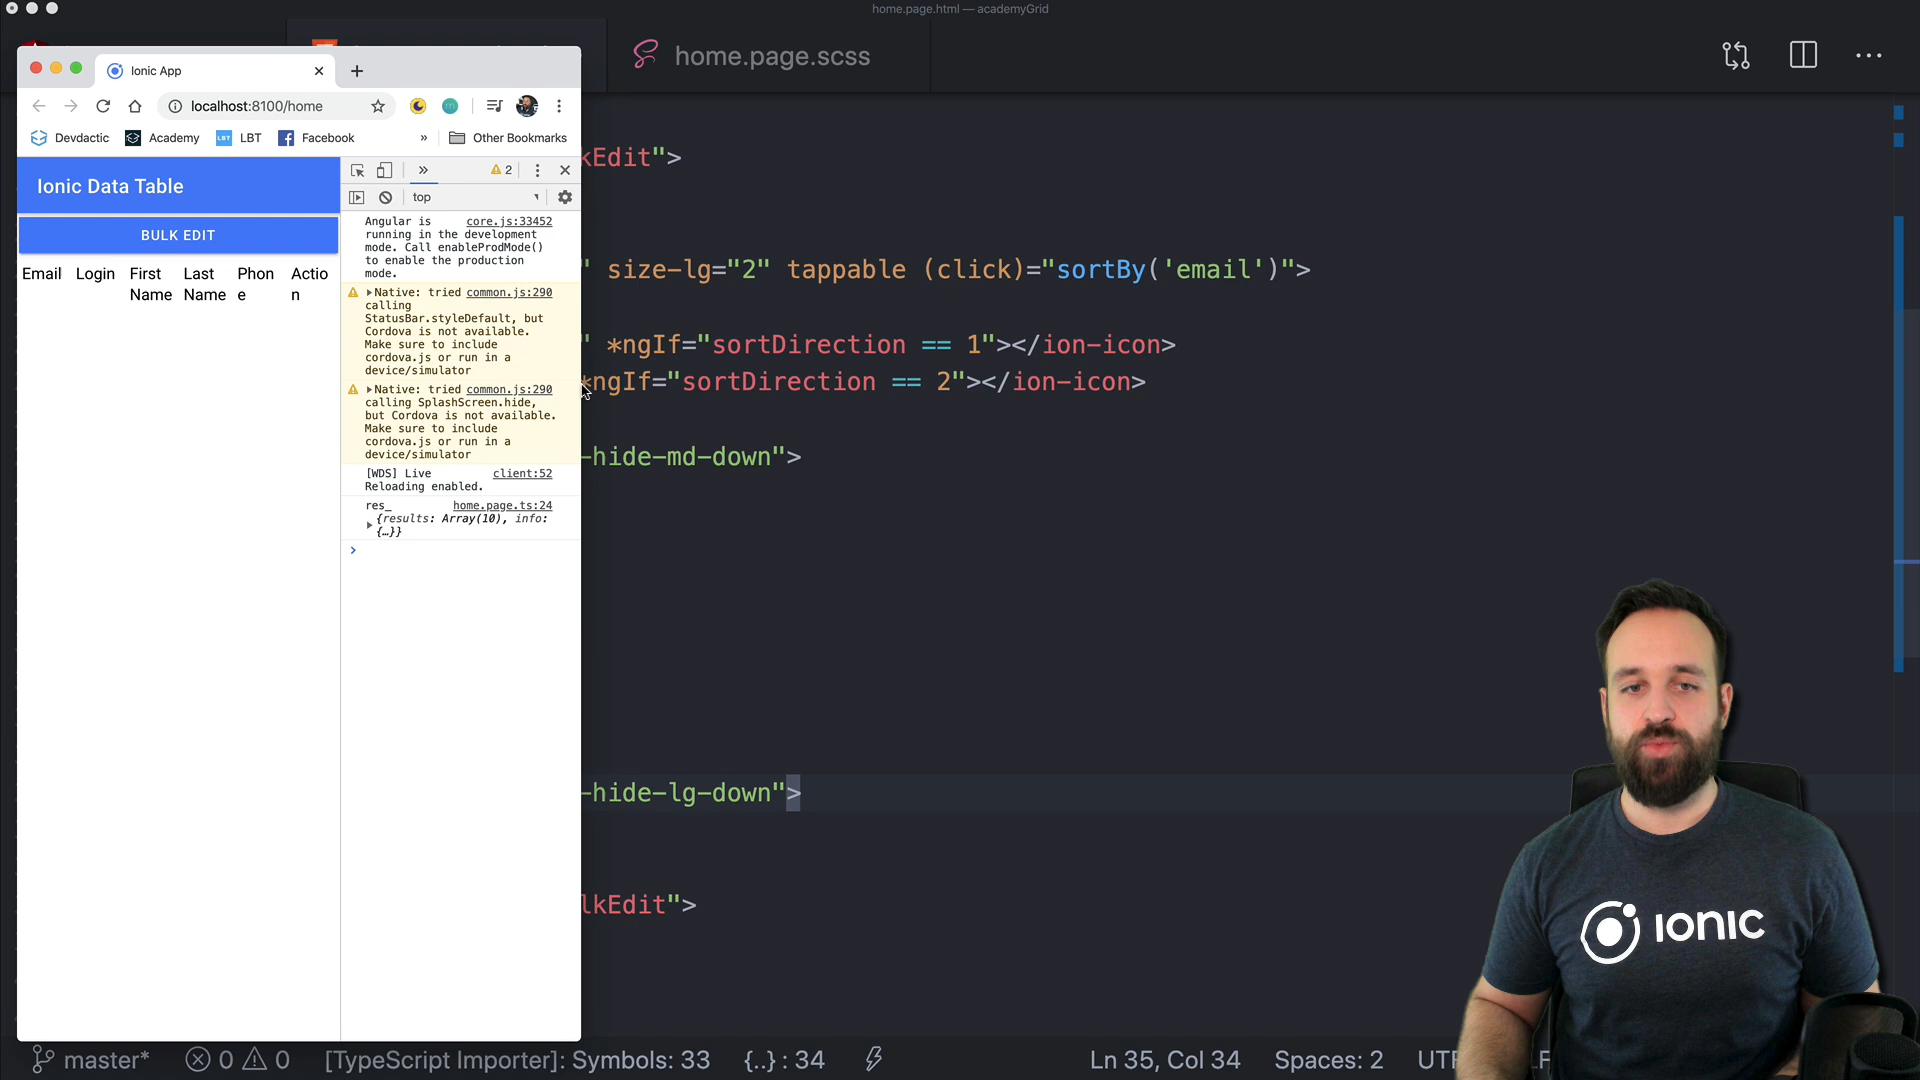 home.page.html — academyGrid
home.page.scss
Ionic App
localhost:8100/home
Devdactic
Academy
LBT
LBT
Facebook
»
Other Bookmarks
Ionic Data Table
BULK EDIT
Email
Login
First
Name
Last
Name
Phon
e
Actio
n
» 2
top
Angular is core.js:33452
running in the development
mode. Call enableProdMode()
to enable the production
mode.
Native: tried common.js:290
calling
StatusBar.styleDefault, but
Cordova is not available.
Make sure to include
cordova.js or run in a
device/simulator
Native: tried common.js:290
calling SplashScreen.hide,
but Cordova is not available.
Make sure to include
cordova.js or run in a
device/simulator
[WDS] Live client:52
Reloading enabled.
res_ home.page.ts:24
{results: Array(10), info:
{…}}
kEdit">
" size-lg="2" tappable (click)="sortBy('email')">
" *ngIf="sortDirection == 1"></ion-icon>
*ngIf="sortDirection == 2"></ion-icon>
-hide-md-down">
-hide-lg-down">
lkEdit">
IONIC
master* 0 0 [TypeScript Importer]: Symbols: 33 {..} : 34 Ln 35, Col 34 Spaces: 2